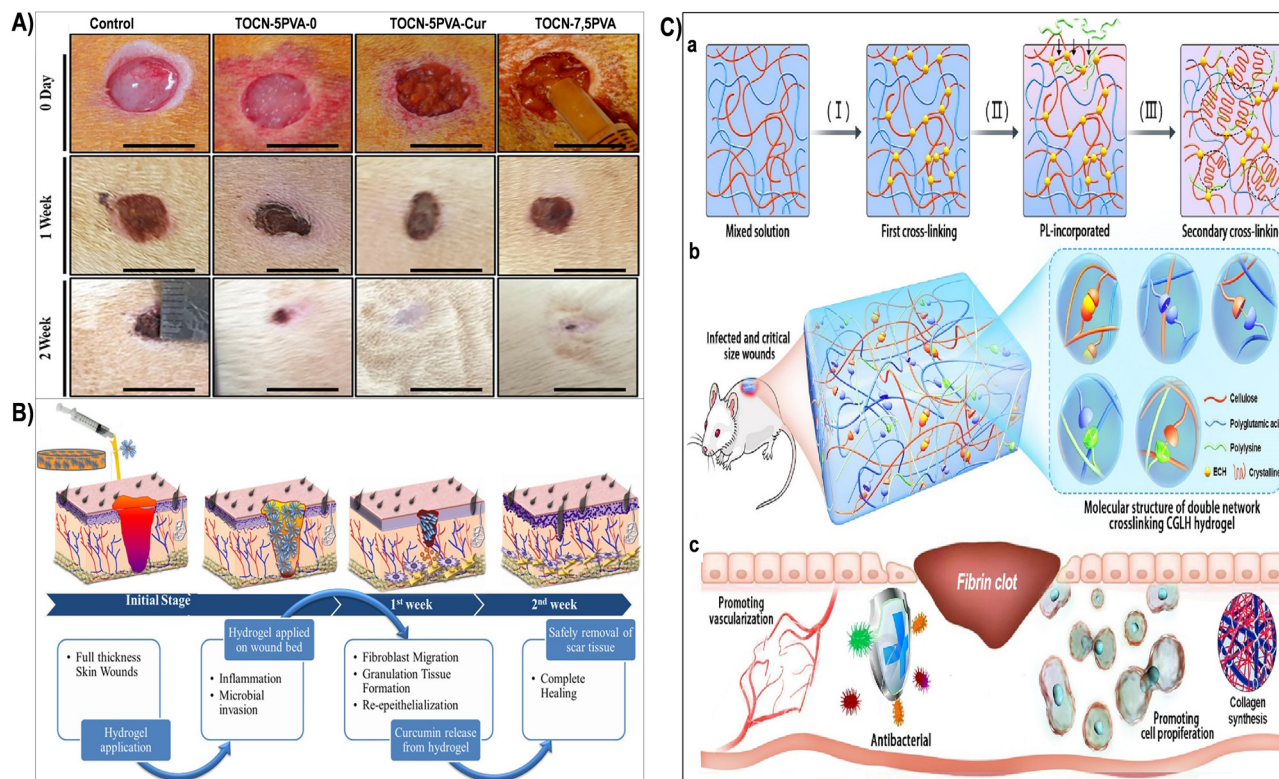 A)
Control
TOCN-5PVA-0
TOCN-5PVA-Cur
TOCN-7,5PVA
0 Day
1 Week
2 Week
B)
Initial Stage
1st week
2nd week
Full thickness
Skin Wounds
Hydrogel
application
Hydrogel applied
on wound bed
• Inflammation
• Microbial
invasion
• Fibroblast Migration
• Granulation Tissue
Formation
• Re-epeithelialization
Curcumin release
from hydrogel
Safely removal of
scar tissue
• Complete
Healing
C)
a
(I)
(II)
(III)
Mixed solution
First cross-linking
PL-incorporated
Secondary cross-linkin
b
Infected and critical
size wounds
Cellulose
Polyglutamic acid
Polylysine
ECH
Crystalline
Molecular structure of double network
crosslinking CGLH hydrogel
c
Promoting
vascularization
Fibrin clot
Antibacterial
Promoting
cell propiferation
Collagen
synthesis